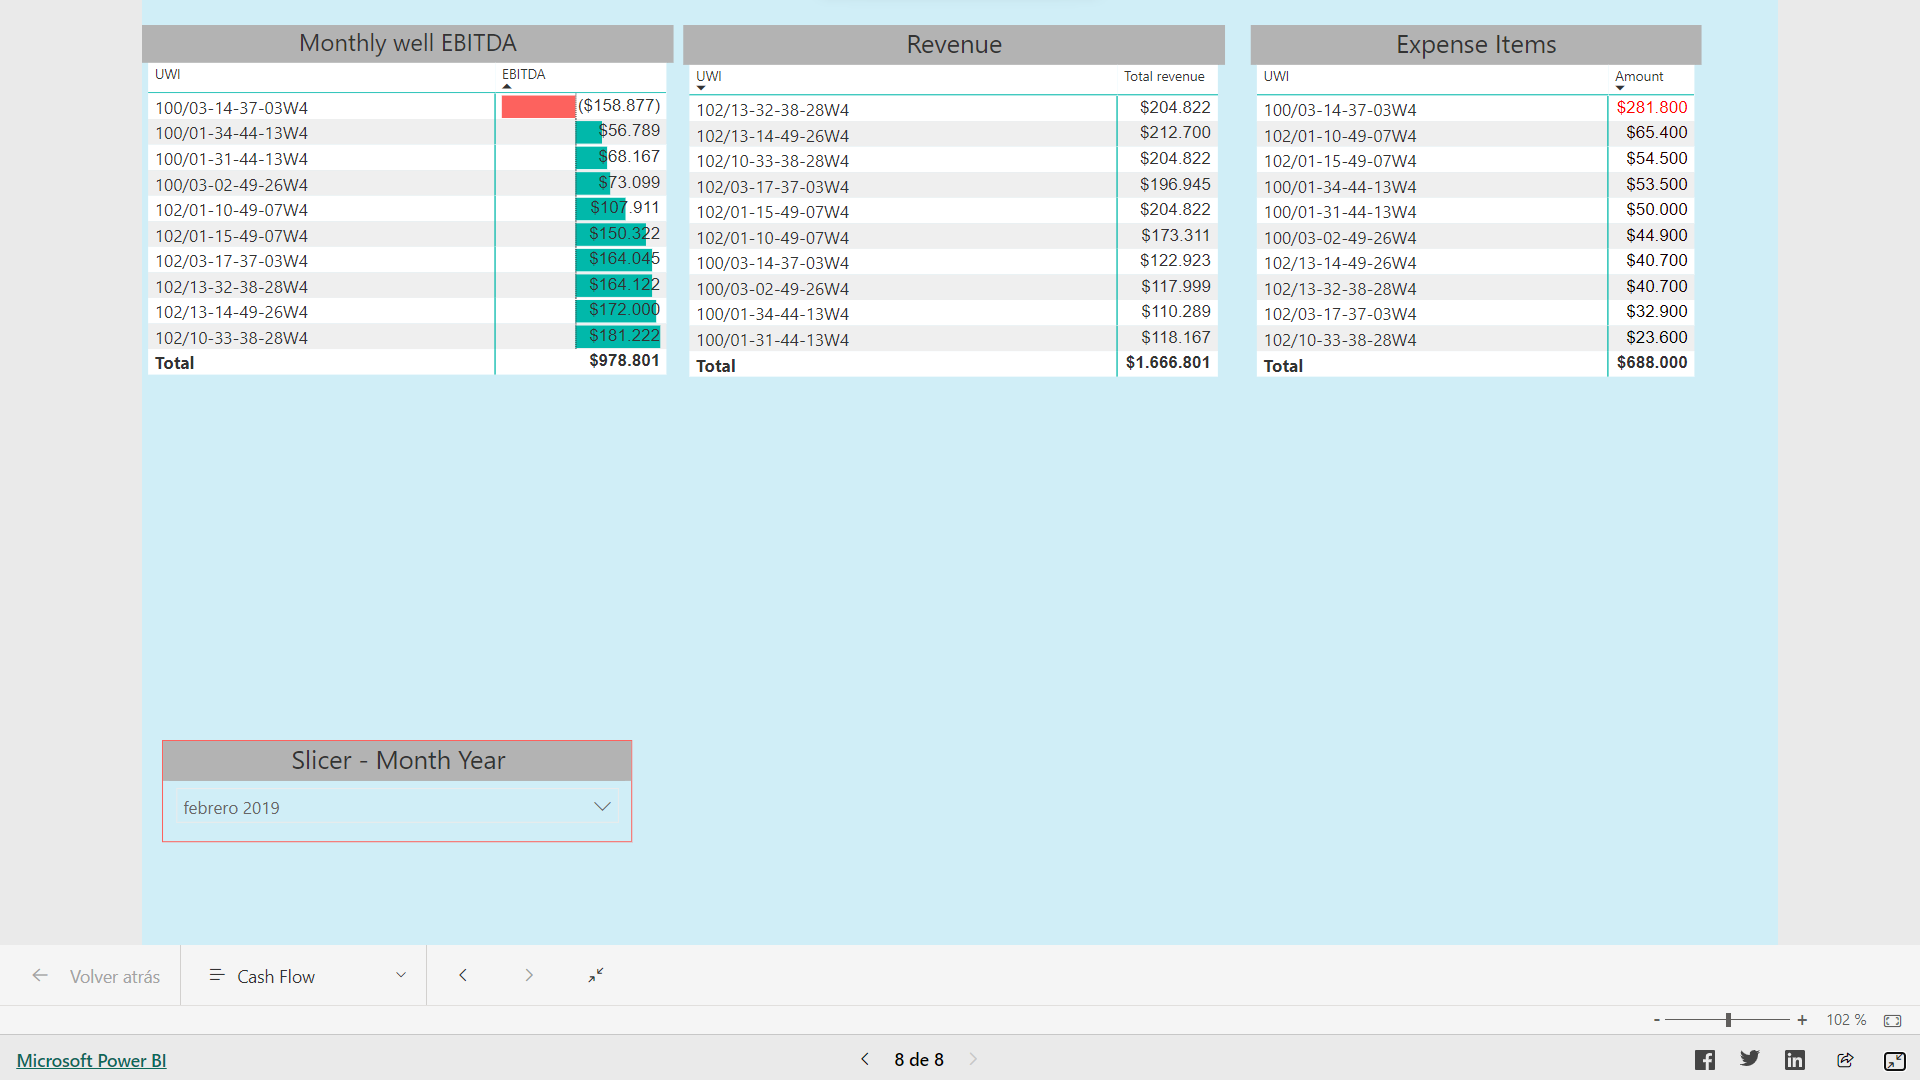 Monthly well EBITDA
UWI EBITDA
100/03-14-37-03W4 ($158.877)
100/01-34-44-13W4 $56.789
100/01-31-44-13W4 $68.167
100/03-02-49-26W4 $73.099
102/01-10-49-07W4 $107.911
102/01-15-49-07W4 $150.322
102/03-17-37-03W4 $164.045
102/13-32-38-28W4 $164.122
102/13-14-49-26W4 $172.000
102/10-33-38-28W4 $181.222
Total $978.801
Revenue
UWI Total revenue
102/13-32-38-28W4 $204.822
102/13-14-49-26W4 $212.700
102/10-33-38-28W4 $204.822
102/03-17-37-03W4 $196.945
102/01-15-49-07W4 $204.822
102/01-10-49-07W4 $173.311
100/03-14-37-03W4 $122.923
100/03-02-49-26W4 $117.999
100/01-34-44-13W4 $110.289
100/01-31-44-13W4 $118.167
Total $1.666.801
Expense Items
UWI Amount
100/03-14-37-03W4 $281.800
102/01-10-49-07W4 $65.400
102/01-15-49-07W4 $54.500
100/01-34-44-13W4 $53.500
100/01-31-44-13W4 $50.000
100/03-02-49-26W4 $44.900
102/13-14-49-26W4 $40.700
102/13-32-38-28W4 $40.700
102/03-17-37-03W4 $32.900
102/10-33-38-28W4 $23.600
Total $688.000
Slicer - Month Year
febrero 2019
Volver atrás
Cash Flow
- + 102 %
Microsoft Power BI
8 de 8